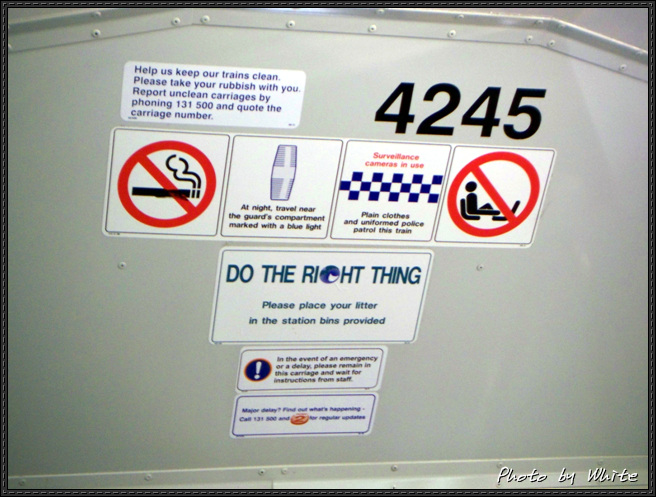 Help us keep our trains clean.
Please take your rubbish with you.
Report unclean carriages by
phoning 131 500 and quote the
carriage number.
4245
At night, travel near
the guard's compartment
marked with a blue light
Surveillance
cameras in use
Plain clothes
and uniformed police
patrol this train
DO THE RIGHT THING
Please place your litter
in the station bins provided
In the event of an emergency
or a delay, please remain in
this carriage and wait for
instructions from staff.
Major delay? Find out what's happening -
Call 131 500 and for regular updates
Photo by White